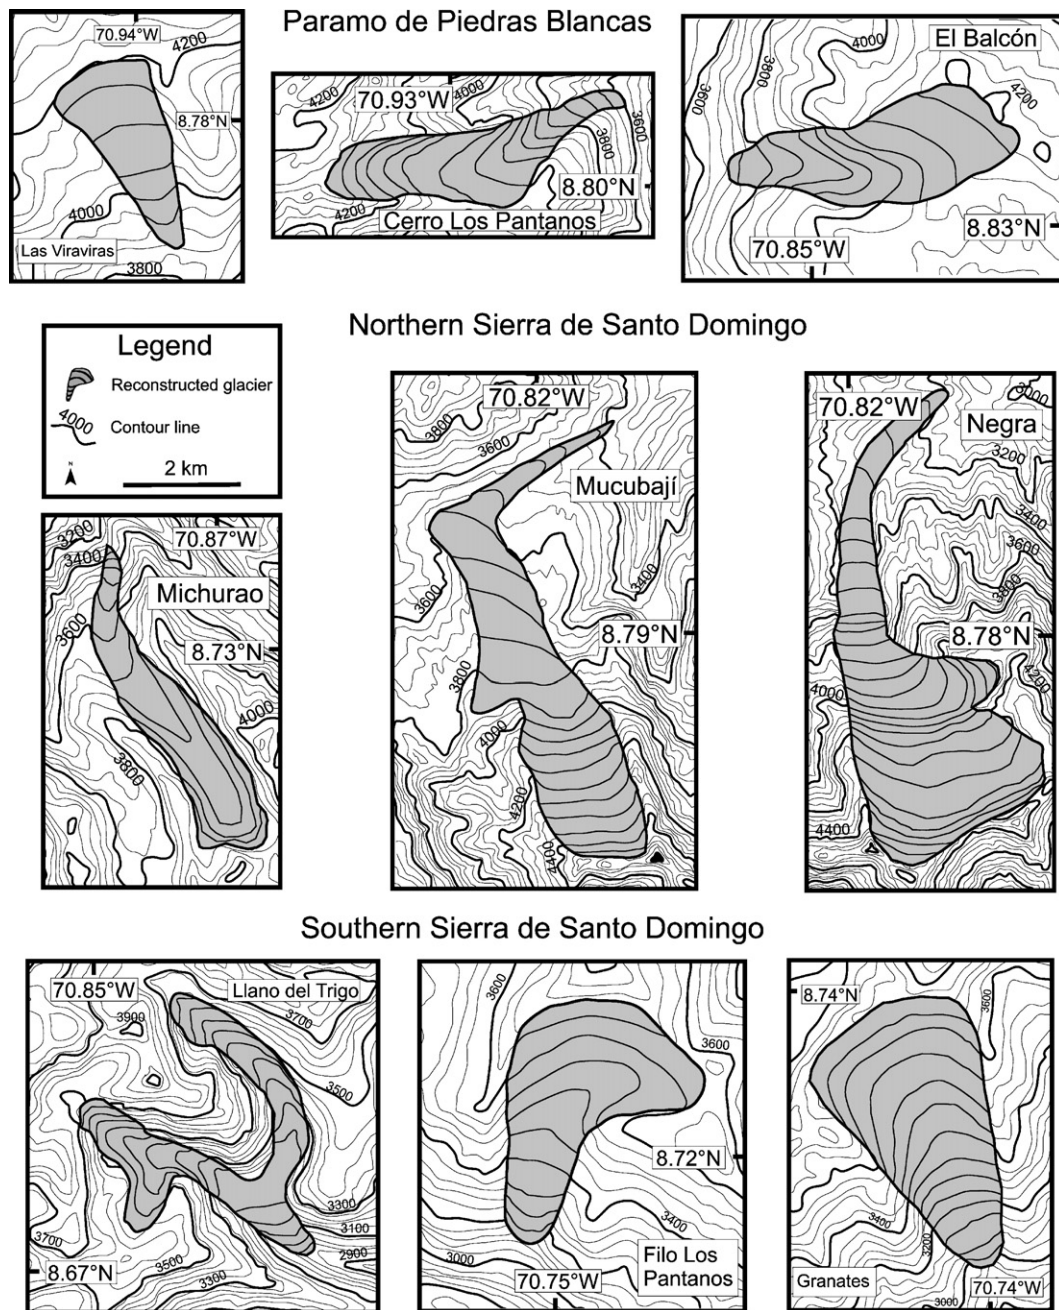 Paramo de Piedras Blancas
70.94°W
4200
8.78°N
4000
Las Viraviras
3800
4200
70.93°W
4000
3600
3800
8.80°N
4200
Cerro Los Pantanos
El Balcón
4000
3800
3600
4200
8.83°N
70.85°W
Northern Sierra de Santo Domingo
Legend
Reconstructed glacier
4000
Contour line
N
2 km
3200
3400
70.87°W
Michurao
3600
8.73°N
4000
3800
70.82°W
3800
3600
Mucubají
3400
3600
8.79°N
3800
4000
4200
4400
3000
70.82°W
Negra
3200
3400
3600
3800
8.78°N
4200
4000
4400
Southern Sierra de Santo Domingo
70.85°W
Llano del Trigo
3900
3700
3500
3300
3100
2900
3700
3500
3300
8.67°N
3600
3600
8.72°N
3400
3000
Filo Los
Pantanos
70.75°W
8.74°N
3600
3400
3200
Granates
3000
70.74°W